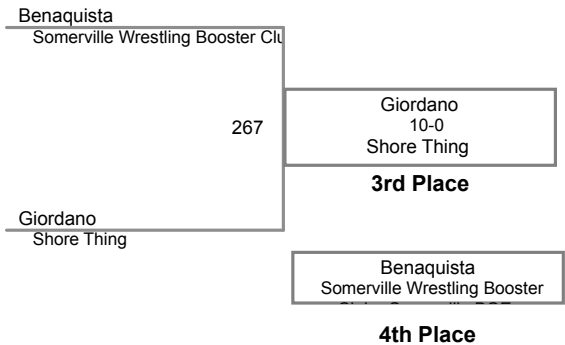 Benaquista
Somerville Wrestling Booster Clu
267
Giordano
10-0
Shore Thing
3rd Place
Giordano
Shore Thing
Benaquista
Somerville Wrestling Booster
4th Place